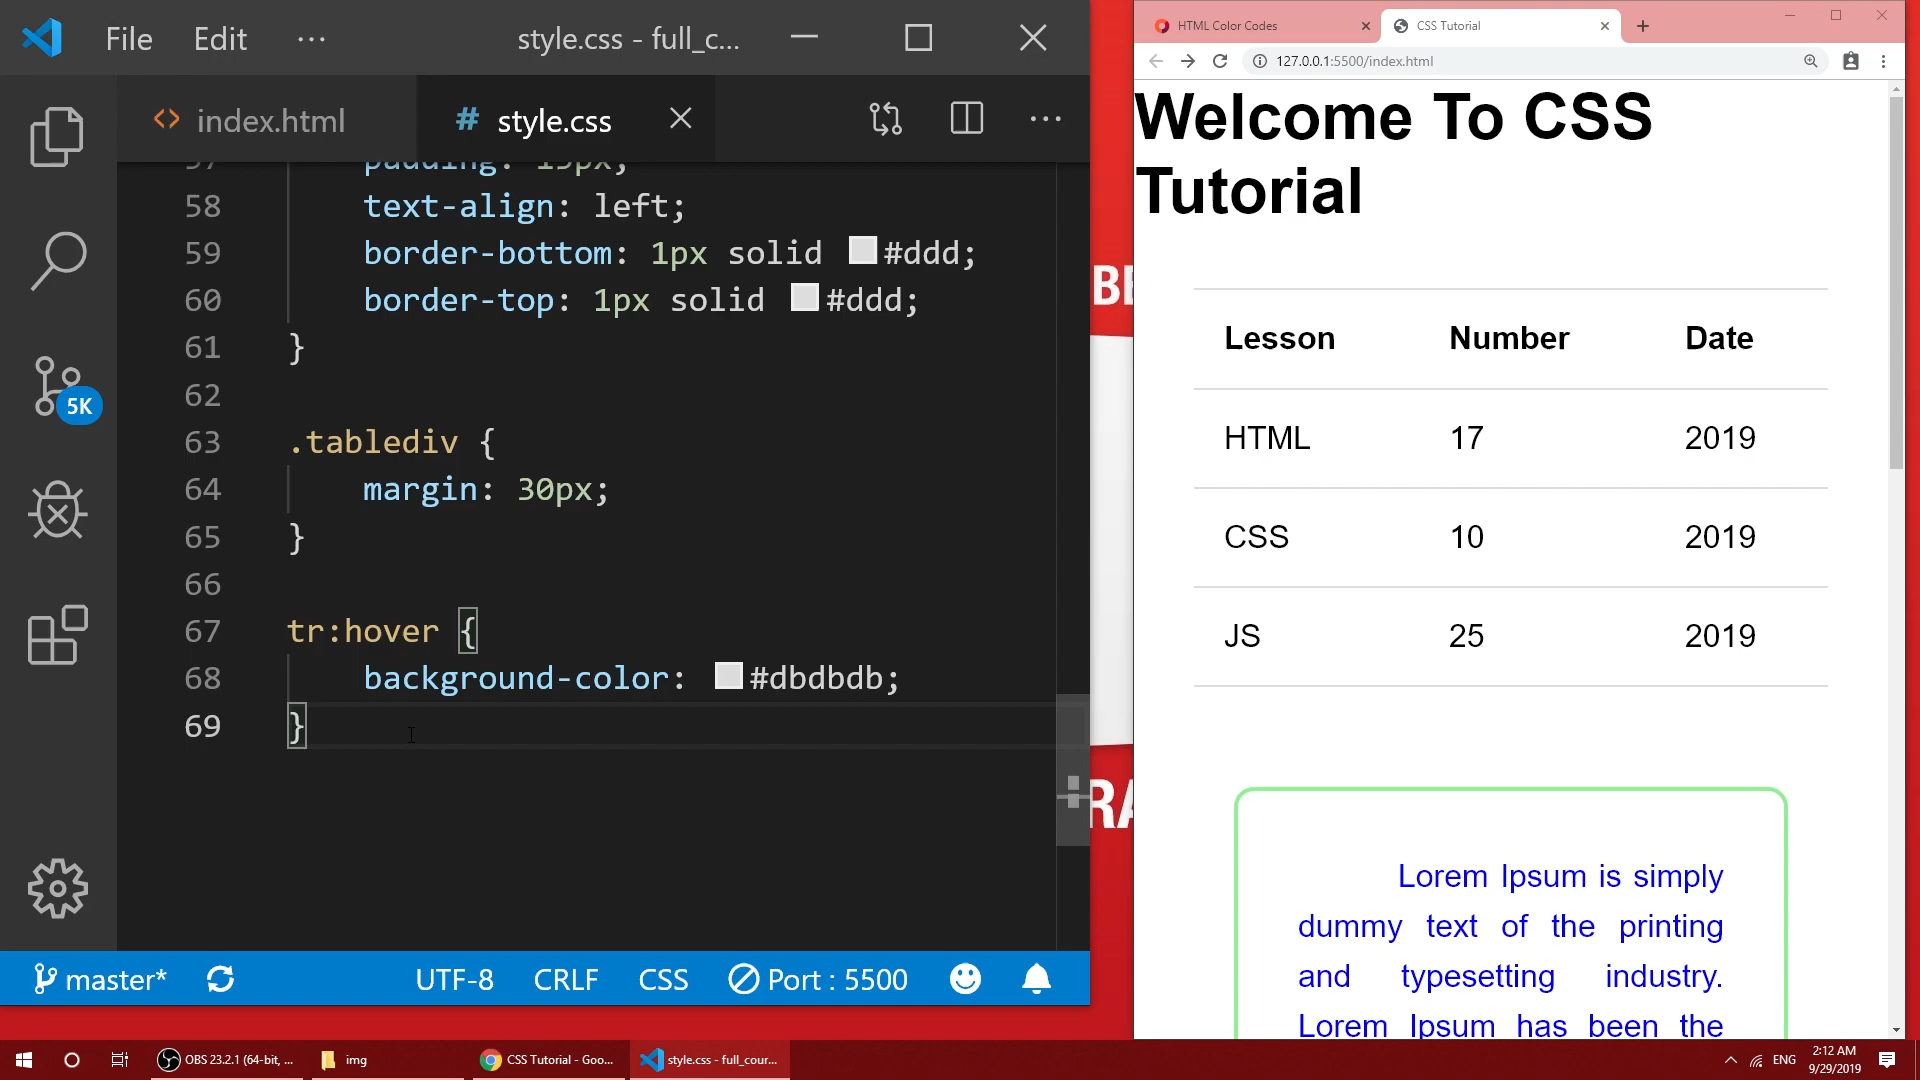 File Edit ··· style.css - full_c...
index.html # style.css
57 padding: 15px;
58 text-align: left;
59 border-bottom: 1px solid #ddd;
60 border-top: 1px solid #ddd;
61 }
62
63 .tablediv {
64 margin: 30px;
65 }
66
67 tr:hover {
68 background-color: #dbdbdb;
69 }
5K
master* UTF-8 CRLF CSS Port : 5500
HTML Color Codes CSS Tutorial
127.0.0.1:5500/index.html
Welcome To CSS
Tutorial
Lesson Number Date
HTML 17 2019
CSS 10 2019
JS 25 2019
Lorem Ipsum is simply
dummy text of the printing
and typesetting industry.
Lorem Ipsum has been the
OBS 23.2.1 (64-bit, ... img CSS Tutorial - Goo... style.css - full_cour... ENG 2:12 AM
9/29/2019